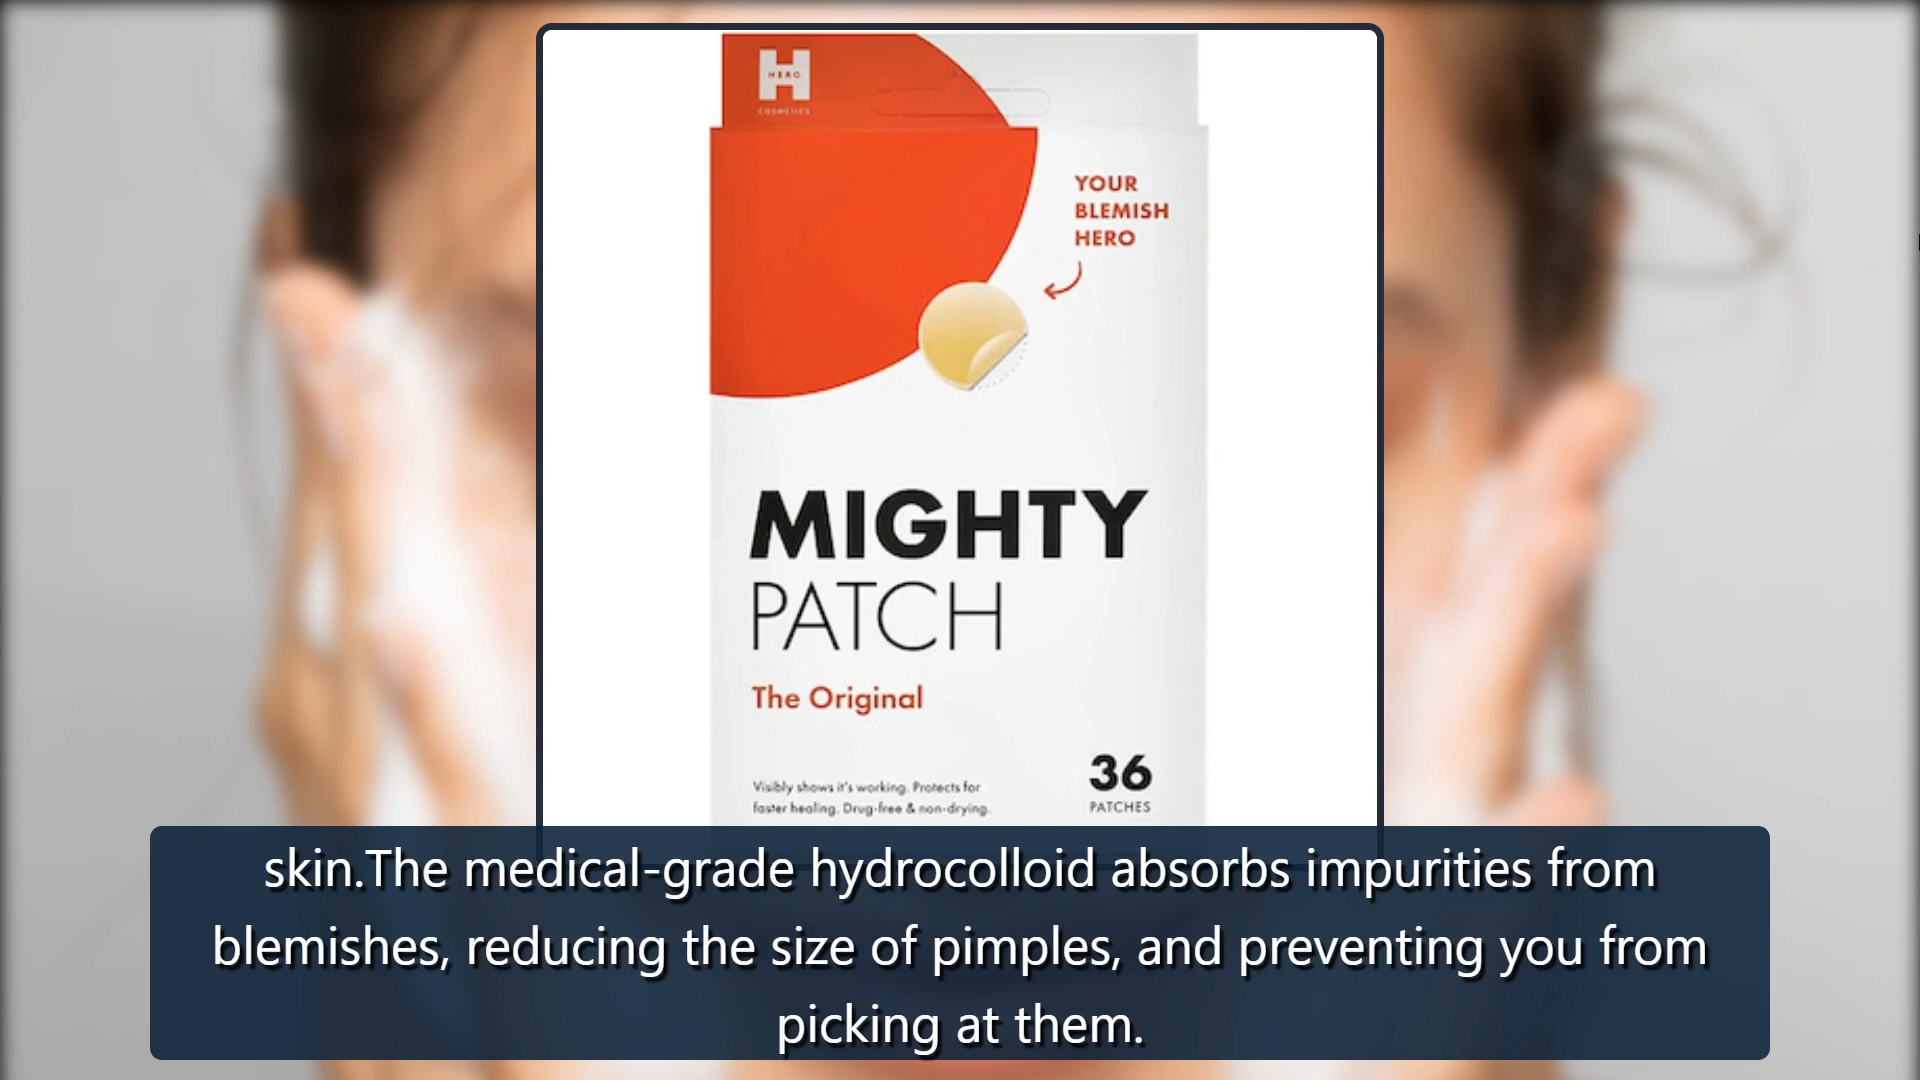 HERO
COSMETICS
YOUR
BLEMISH
HERO
MIGHTY
PATCH
The Original
Visibly shows it's working. Protects for
faster healing. Drug-free & non-drying.
36
PATCHES
skin.The medical-grade hydrocolloid absorbs impurities from
blemishes, reducing the size of pimples, and preventing you from
picking at them.